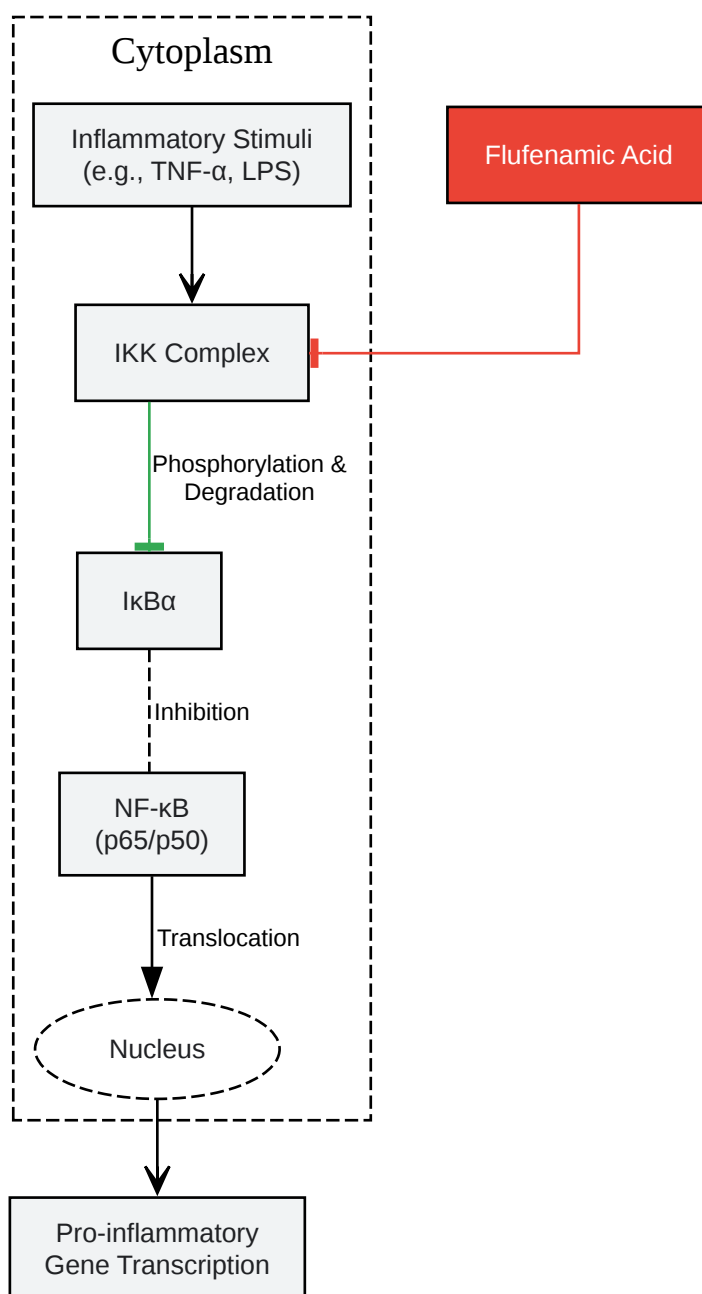 Cytoplasm
Inflammatory Stimuli
(e.g., TNF-α, LPS)
Flufenamic Acid
IKK Complex
Phosphorylation &
Degradation
IκBα
Inhibition
NF-κB
(p65/p50)
Translocation
Nucleus
Pro-inflammatory
Gene Transcription